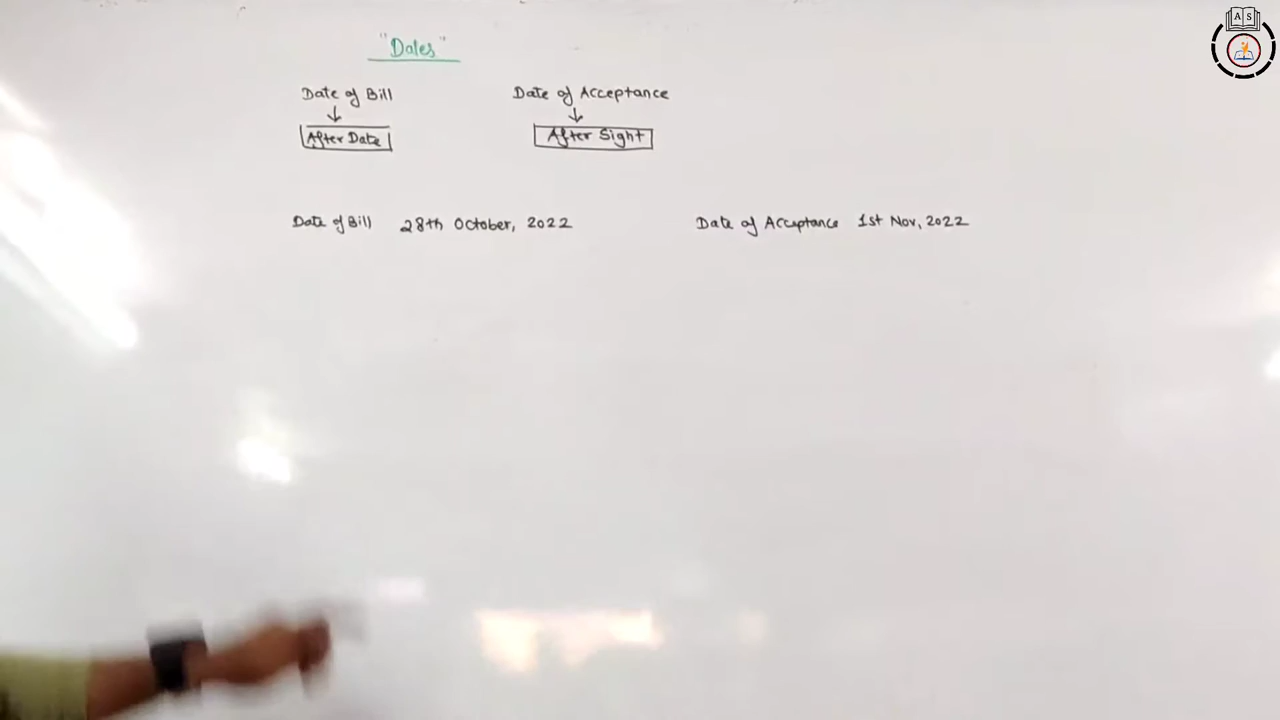 "Dates"
Date of Bill Date of Acceptance
↓ ↓
After Date After Sight
Date of Bill 28th October, 2022 Date of Acceptance 1st Nov, 2022
A S